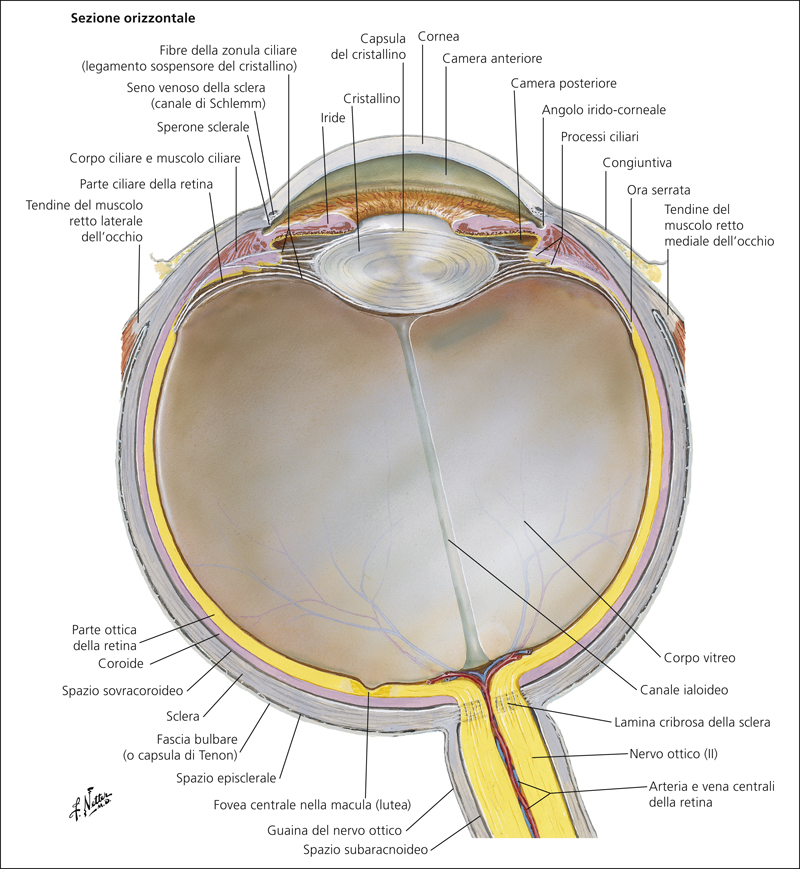 Sezione orizzontale
Fibre della zonula ciliare
(legamento sospensore del cristallino)
Seno venoso della sclera
(canale di Schlemm)
Sperone sclerale
Corpo ciliare e muscolo ciliare
Parte ciliare della retina
Tendine del muscolo
retto laterale
dell'occhio
Capsula
del cristallino
Cristallino
Iride
Cornea
Camera anteriore
Camera posteriore
Angolo irido-corneale
Processi ciliari
Congiuntiva
Ora serrata
Tendine del
muscolo retto
mediale dell'occhio
Parte ottica
della retina
Coroide
Spazio sovracoroideo
Sclera
Fascia bulbare
(o capsula di Tenon)
Spazio episclerale
Fovea centrale nella macula (lutea)
Guaina del nervo ottico
Spazio subaracnoideo
Corpo vitreo
Canale ialoideo
Lamina cribrosa della sclera
Nervo ottico (II)
Arteria e vena centrali
della retina
F. Netter
M.D.